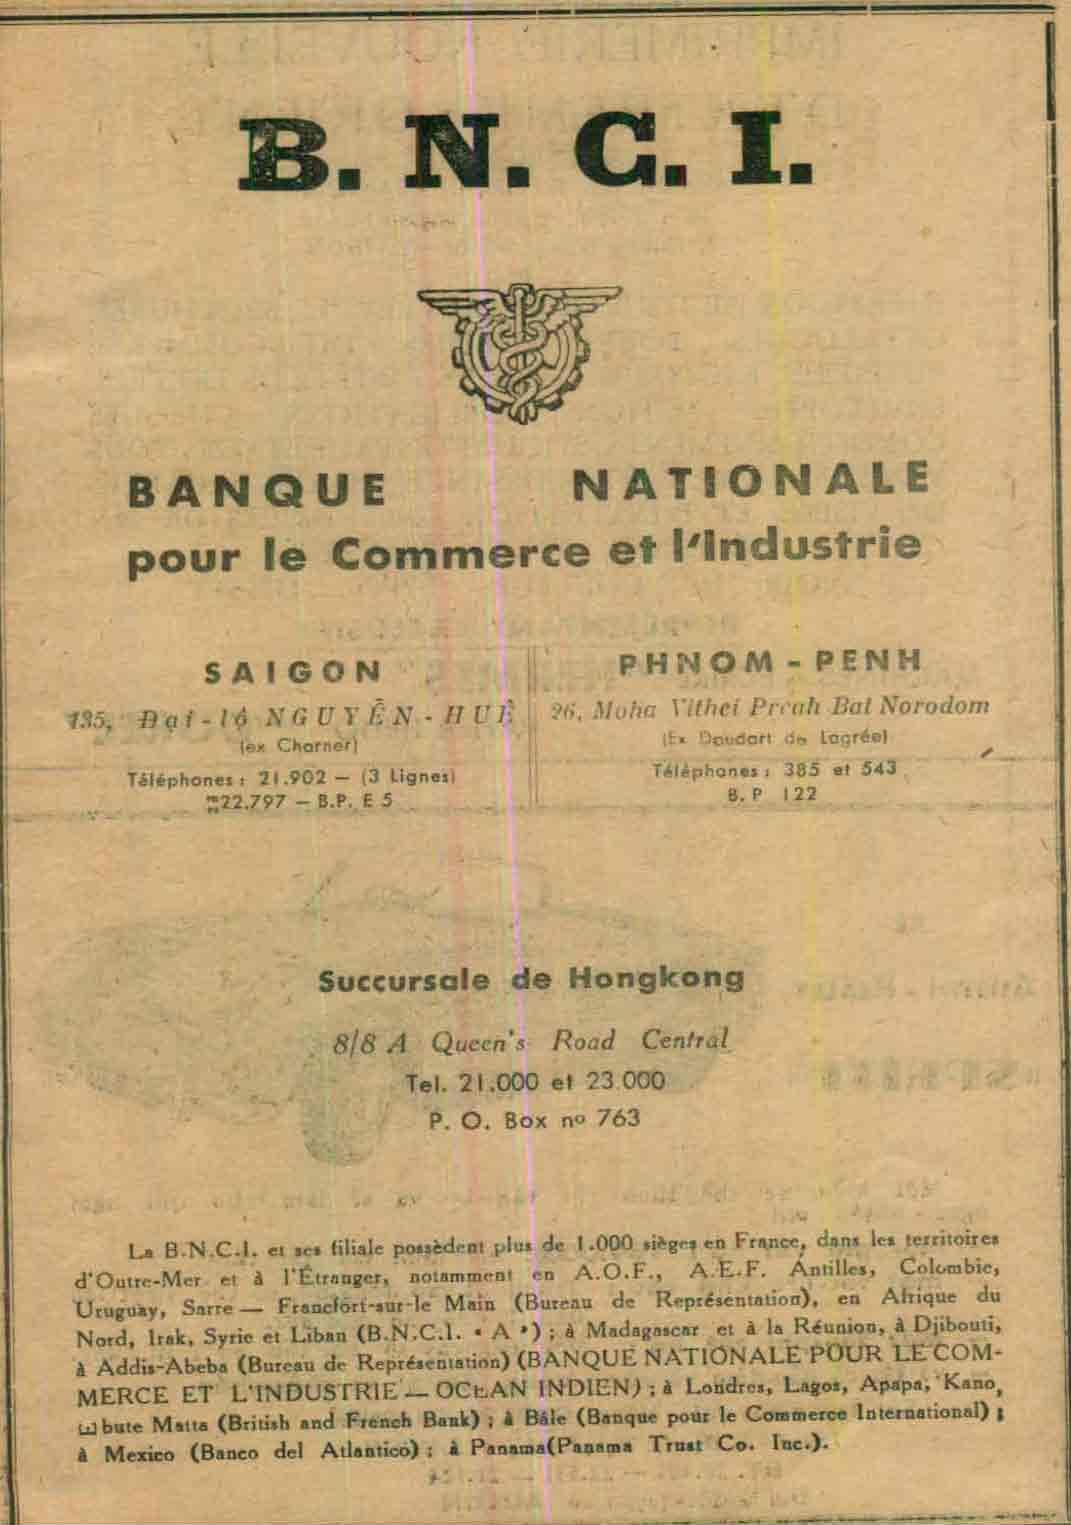 B. N. C. I.
BANQUE NATIONALE
pour le Commerce et l'Industrie
SAIGON
135, Đại-lộ NGUYỄN-HUỆ
(ex Charner)
Téléphones : 21.902 — (3 Lignes)
22.797 — B.P. E 5
PHNOM-PENH
26, Moha Vithei Preah Bat Norodom
(Ex Doudart de Lagrée)
Téléphones : 385 et 543
B. P 122
Succursale de Hongkong
8/8 A Queen's Road Central
Tel. 21.000 et 23.000
P. O. Box nº 763
La B.N.C.I. et ses filiale possèdent plus de 1.000 sièges en France, dans les territoires
d'Outre-Mer et à l'Étranger, notamment en A.O.F., A.E.F. Antilles, Colombie,
Uruguay, Sarre — Francfort-sur-le Main (Bureau de Représentation), en Afrique du
Nord, Irak, Syrie et Liban (B.N.C.I. « A ») ; à Madagascar et à la Réunion, à Djibouti,
à Addis-Abeba (Bureau de Représentation) (BANQUE NATIONALE POUR LE COM-
MERCE ET L'INDUSTRIE — OCEAN INDIEN) ; à Londres, Lagos, Apapa, Kano,
bute Matta (British and French Bank) ; à Bâle (Banque pour le Commerce International) ;
à Mexico (Banco del Atlantico) ; à Panama(Panama Trust Co. Inc.).